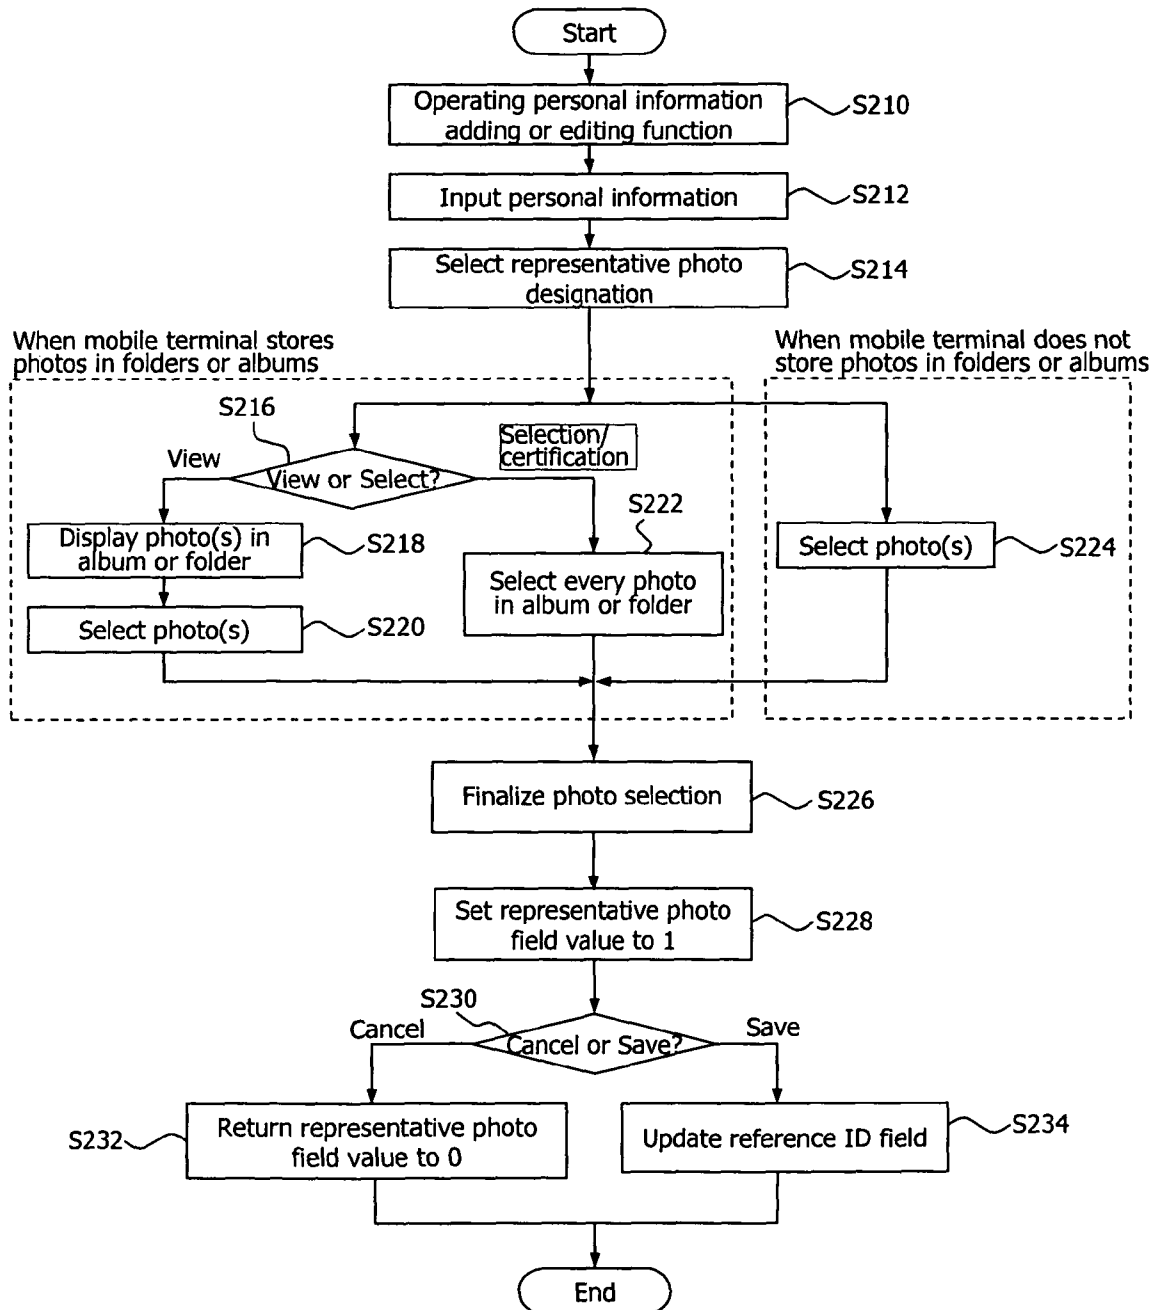 Start
Operating personal information
adding or editing function
S210
Input personal information
S212
Select representative photo
designation
S214
When mobile terminal stores
photos in folders or albums
When mobile terminal does not
store photos in folders or albums
S216
View
View or Select?
Selection/
certification
Display photo(s) in
album or folder
S218
Select photo(s)
S220
S222
Select every photo
in album or folder
Select photo(s)
S224
Finalize photo selection
S226
Set representative photo
field value to 1
S228
S230
Cancel
Cancel or Save?
Save
S232
Return representative photo
field value to 0
Update reference ID field
S234
End